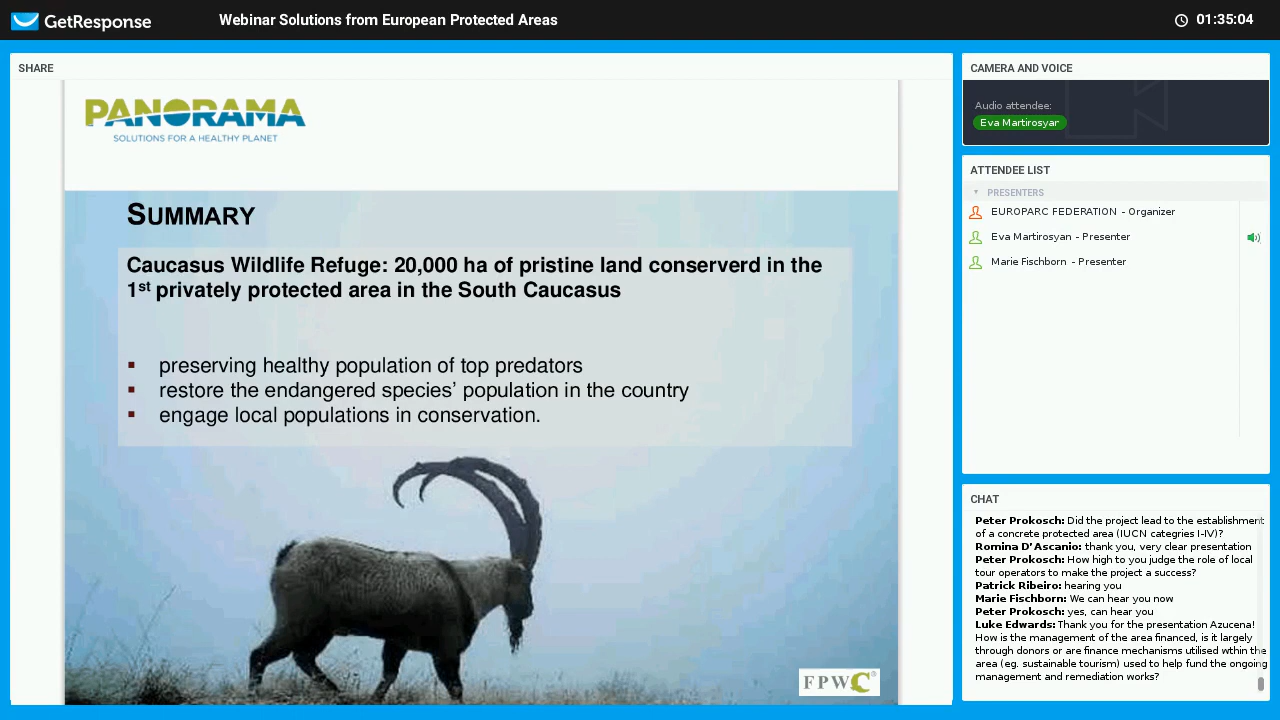 GetResponse
Webinar Solutions from European Protected Areas
01:35:04
SHARE
PANORAMA
SOLUTIONS FOR A HEALTHY PLANET
SUMMARY
Caucasus Wildlife Refuge: 20,000 ha of pristine land conserverd in the
1st privately protected area in the South Caucasus
▪ preserving healthy population of top predators
▪ restore the endangered species’ population in the country
▪ engage local populations in conservation.
FPWC®
CAMERA AND VOICE
Audio attendee:
Eva Martirosyar
ATTENDEE LIST
PRESENTERS
EUROPARC FEDERATION - Organizer
Eva Martirosyan - Presenter
Marie Fischborn - Presenter
CHAT
Peter Prokosch: Did the project lead to the establishment
of a concrete protected area (IUCN categries I-IV)?
Romina D'Ascanio: thank you, very clear presentation
Peter Prokosch: How high to you judge the role of local
tour operators to make the project a success?
Patrick Ribeiro: hearing you
Marie Fischborn: We can hear you now
Peter Prokosch: yes, can hear you
Luke Edwards: Thank you for the presentation Azucena!
How is the management of the area financed, is it largely
through donors or are finance mechanisms utilised wthin the
area (eg. sustainable tourism) used to help fund the ongoing
management and remediation works?